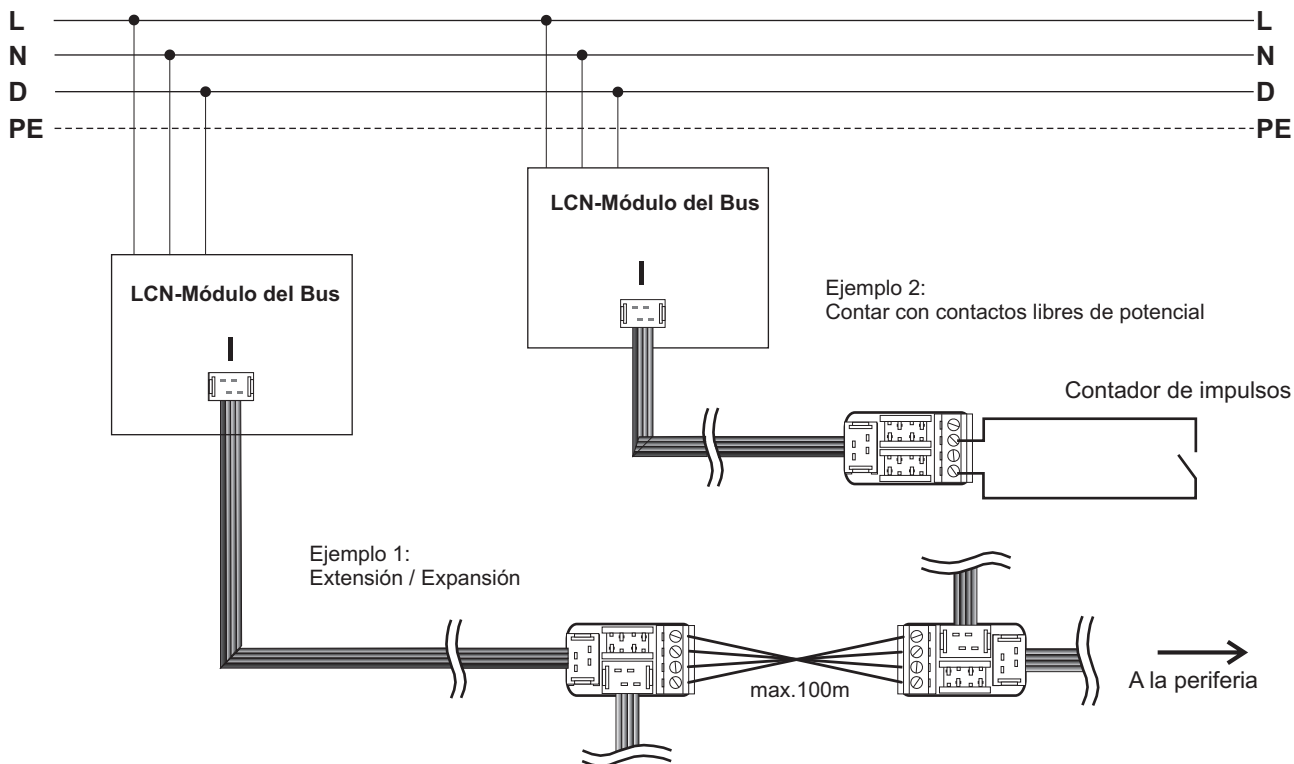 L L
N N
D D
PE PE
LCN-Módulo del Bus
I
LCN-Módulo del Bus
I
Ejemplo 2:
Contar con contactos libres de potencial
Contador de impulsos
Ejemplo 1:
Extensión / Expansión
max.100m
A la periferia